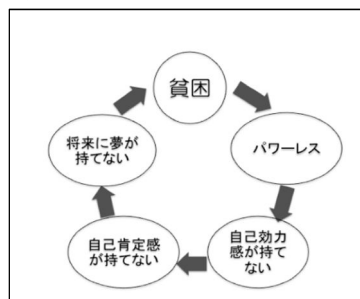 貧困
パワーレス
自己効力
感が持て
ない
自己肯定感
が持てない
将来に夢が
持てない